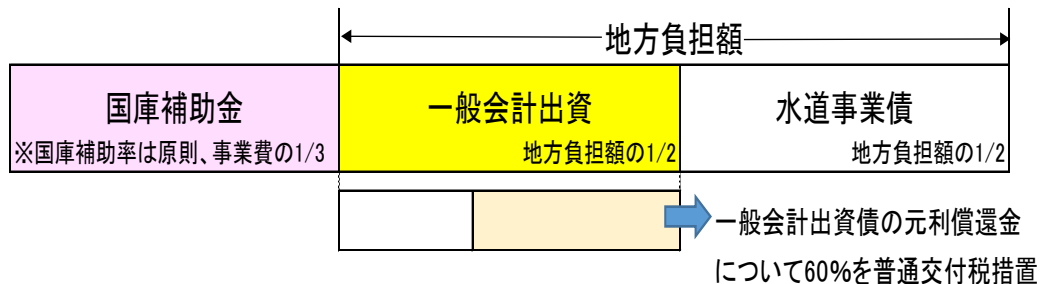 地方負担額
国庫補助金
※国庫補助率は原則、事業費の1/3
一般会計出資
地方負担額の1/2
水道事業債
地方負担額の1/2
一般会計出資債の元利償還金
について60%を普通交付税措置